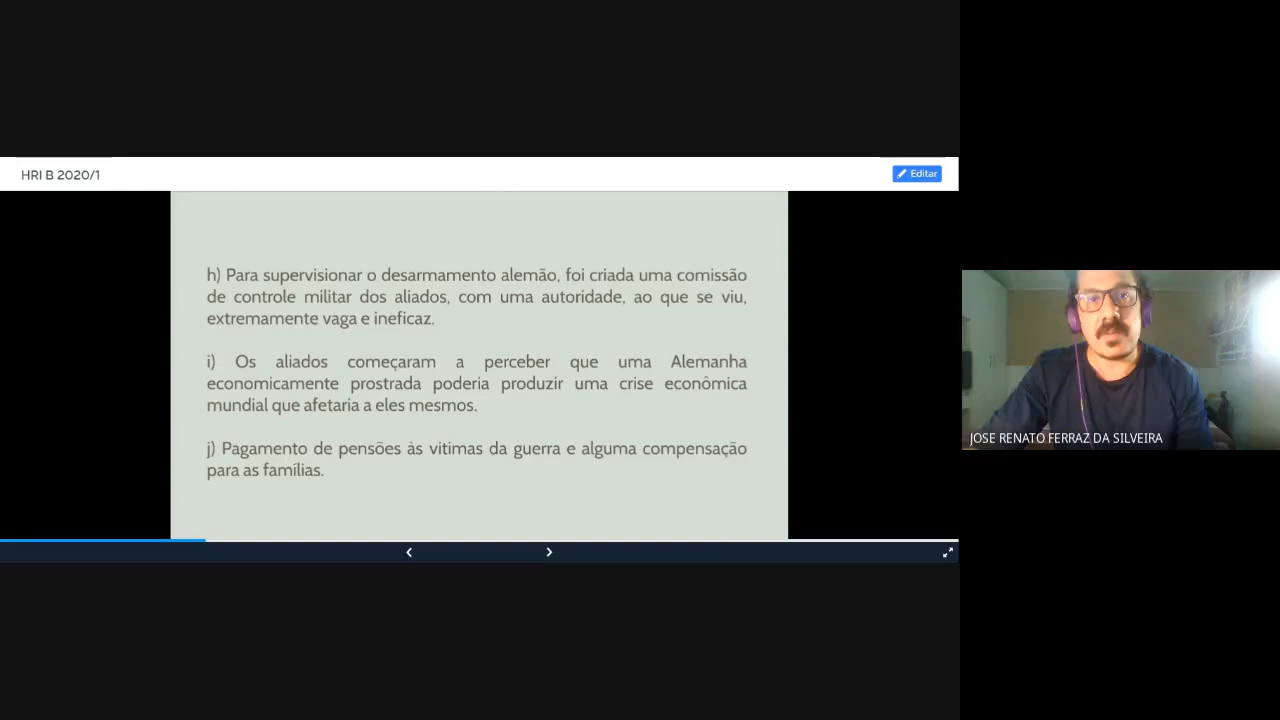 HRI B 2020/1
Editar
h) Para supervisionar o desarmamento alemão, foi criada uma comissão
de controle militar dos aliados, com uma autoridade, ao que se viu,
extremamente vaga e ineficaz.
i) Os aliados começaram a perceber que uma Alemanha
economicamente prostrada poderia produzir uma crise econômica
mundial que afetaria a eles mesmos.
j) Pagamento de pensões às vitimas da guerra e alguma compensação
para as famílias.
JOSE RENATO FERRAZ DA SILVEIRA